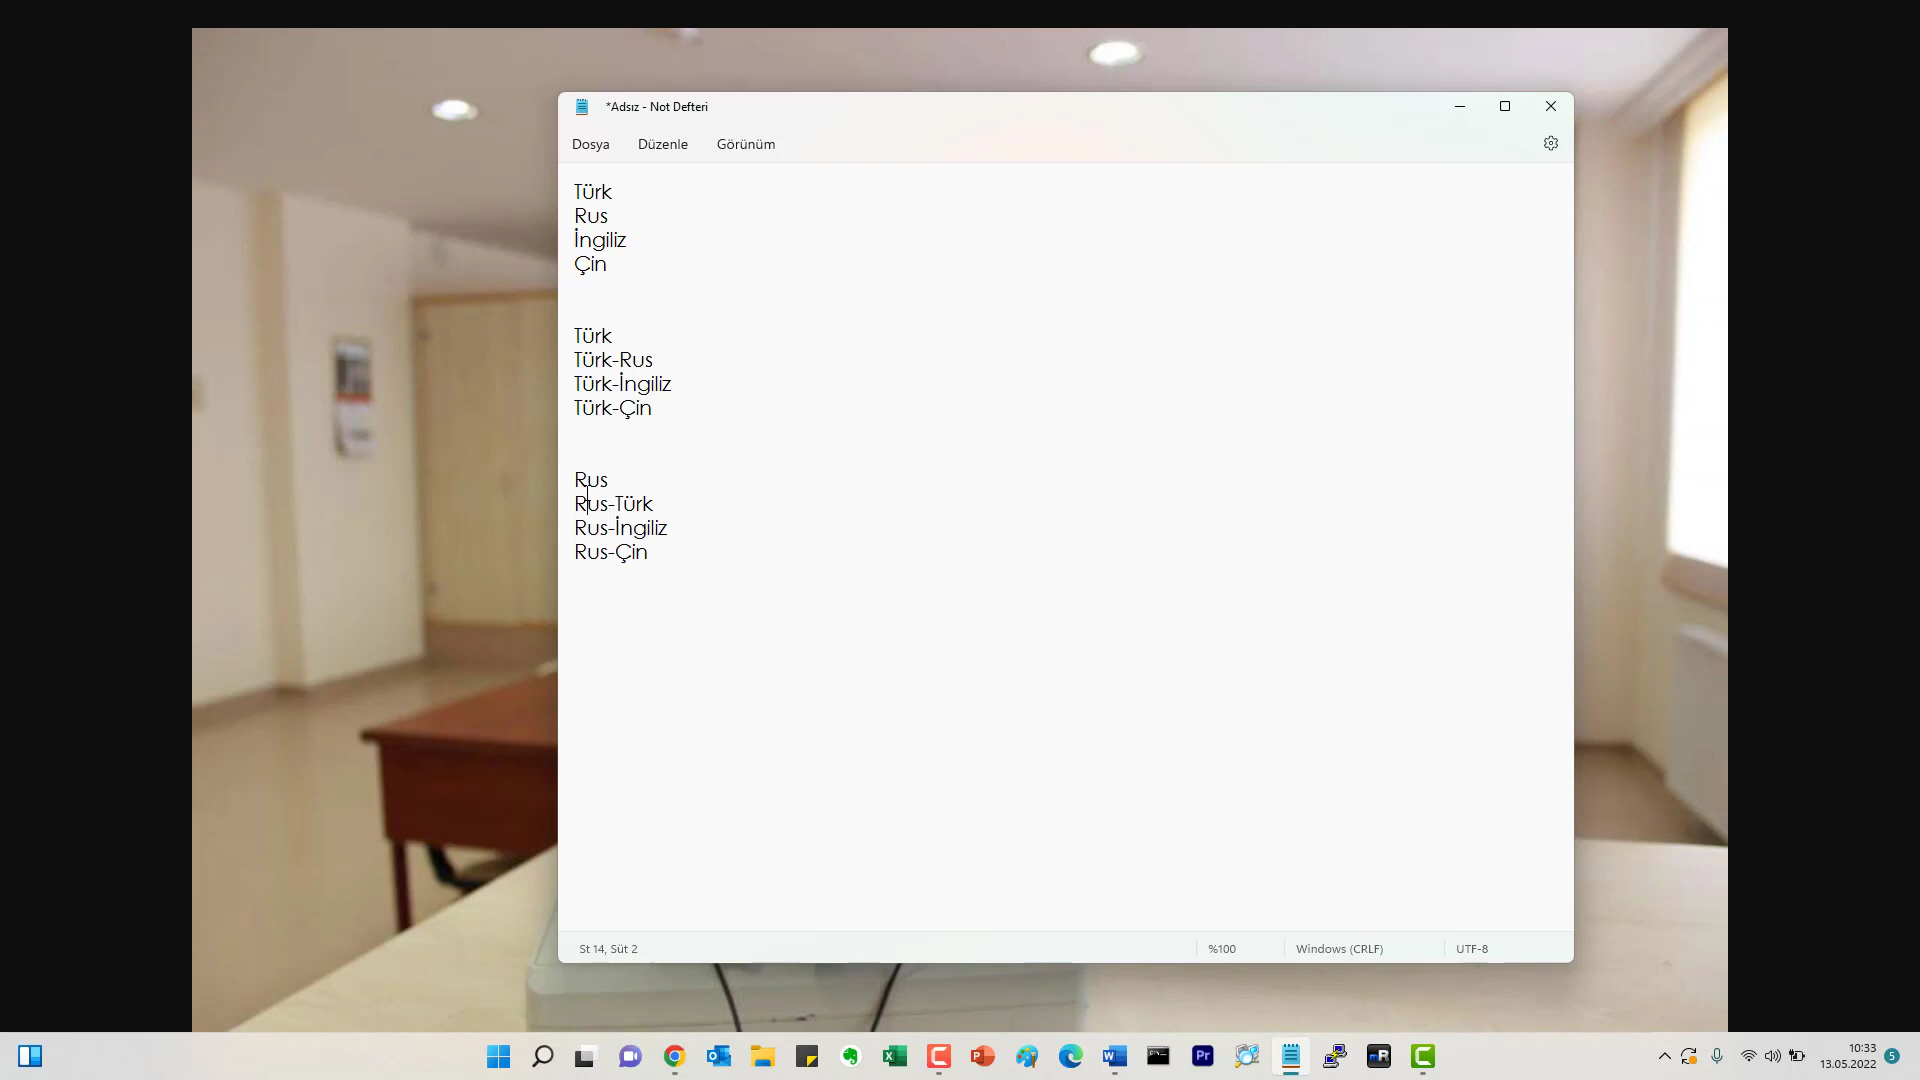 *Adsız - Not Defteri
Dosya Düzenle Görünüm
Türk
Rus
İngiliz
Çin
Türk
Türk-Rus
Türk-İngiliz
Türk-Çin
Rus
Rus-Türk
Rus-İngiliz
Rus-Çin
St 14, Süt 2 %100 Windows (CRLF) UTF-8
10:33
13.05.2022 5